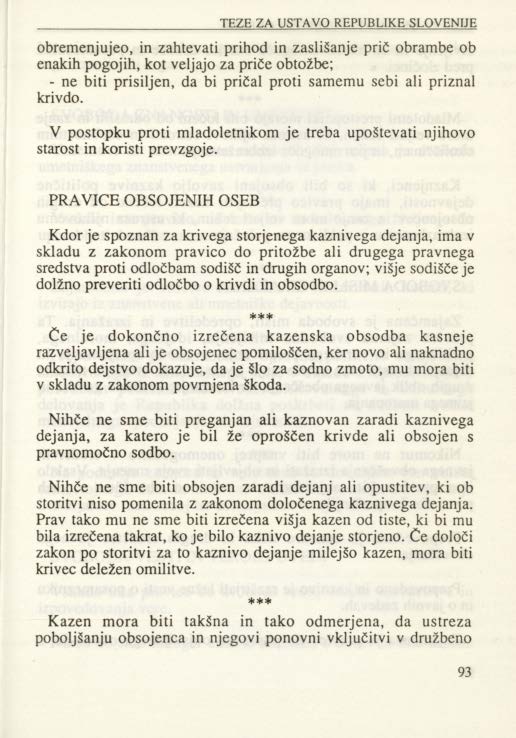 TEZE ZA USTAVO REPUBLIKE SLOVENIJE
obremenjujeo, in zahtevati prihod in zaslišanje prič obrambe ob
enakih pogojih, kot veljajo za priče obtožbe;
- ne biti prisiljen, da bi pričal proti samemu sebi ali priznal
krivdo.
V postopku proti mladoletnikom je treba upoštevati njihovo
starost in koristi prevzgoje.
PRAVICE OBSOJENIH OSEB
Kdor je spoznan za krivega storjenega kaznivega dejanja, ima v
skladu z zakonom pravico do pritožbe ali drugega pravnega
sredstva proti odločbam sodišč in drugih organov; višje sodišče je
dolžno preveriti odločbo o krivdi in obsodbo.
***
Če je dokončno izrečena kazenska obsodba kasneje
razveljavljena ali je obsojenec pomiloščen, ker novo ali naknadno
odkrito dejstvo dokazuje, da je šlo za sodno zmoto, mu mora biti
v skladu z zakonom povrnjena škoda.
Nihče ne sme biti preganjan ali kaznovan zaradi kaznivega
dejanja, za katero je bil že oproščen krivde ali obsojen s
pravnomočno sodbo.
Nihče ne sme biti obsojen zaradi dejanj ali opustitev, ki ob
storitvi niso pomenila z zakonom določenega kaznivega dejanja.
Prav tako mu ne sme biti izrečena višja kazen od tiste, ki bi mu
bila izrečena takrat, ko je bilo kaznivo dejanje storjeno. Če določi
zakon po storitvi za to kaznivo dejanje milejšo kazen, mora biti
krivec deležen omilitve.
***
Kazen mora biti takšna in tako odmerjena, da ustreza
poboljšanju obsojenca in njegovi ponovni vključitvi v družbeno
93